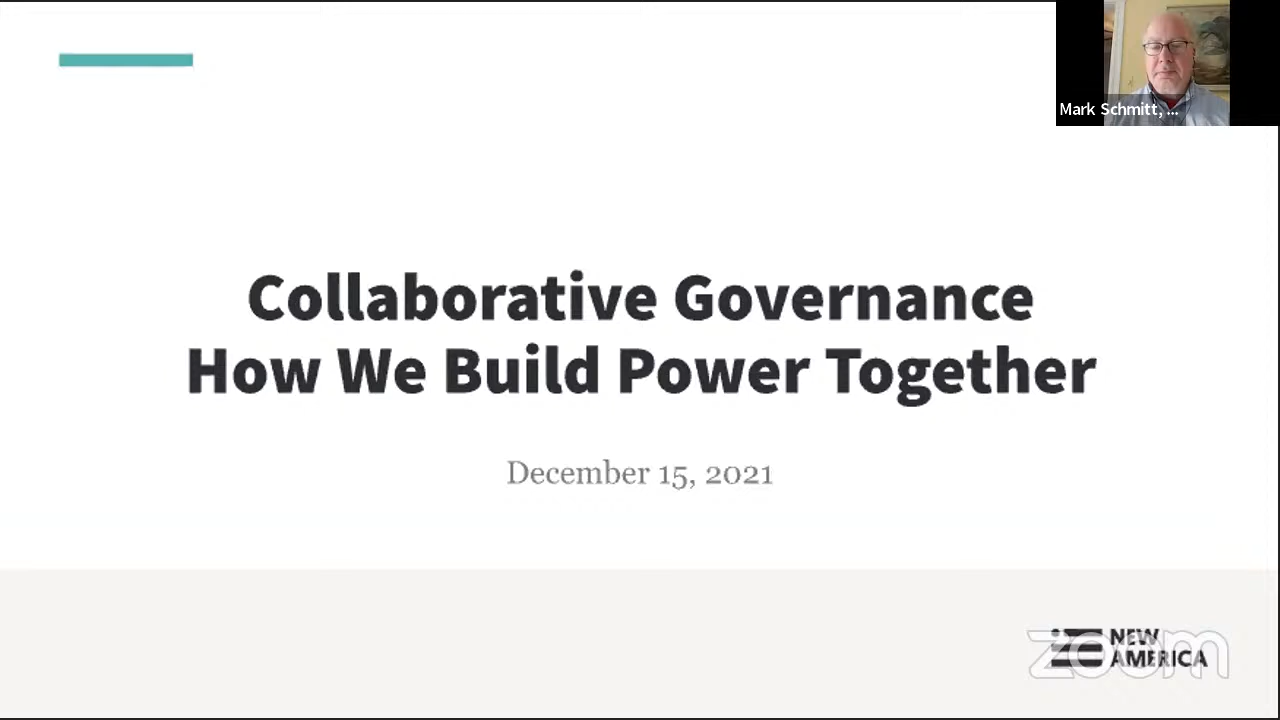 Mark Schmitt, ...
Collaborative Governance
How We Build Power Together
December 15, 2021
NEW
AMERICA
zoom